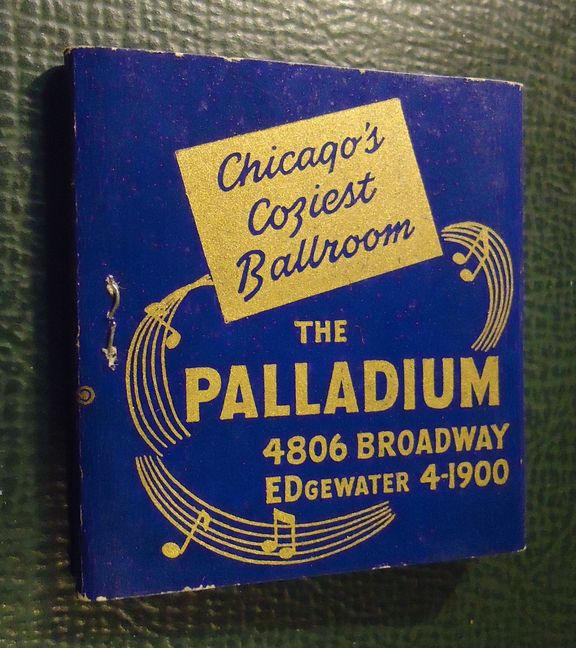 Chicago's
Coziest
Ballroom
THE
PALLADIUM
4806 BROADWAY
EDGEWATER 4-1900